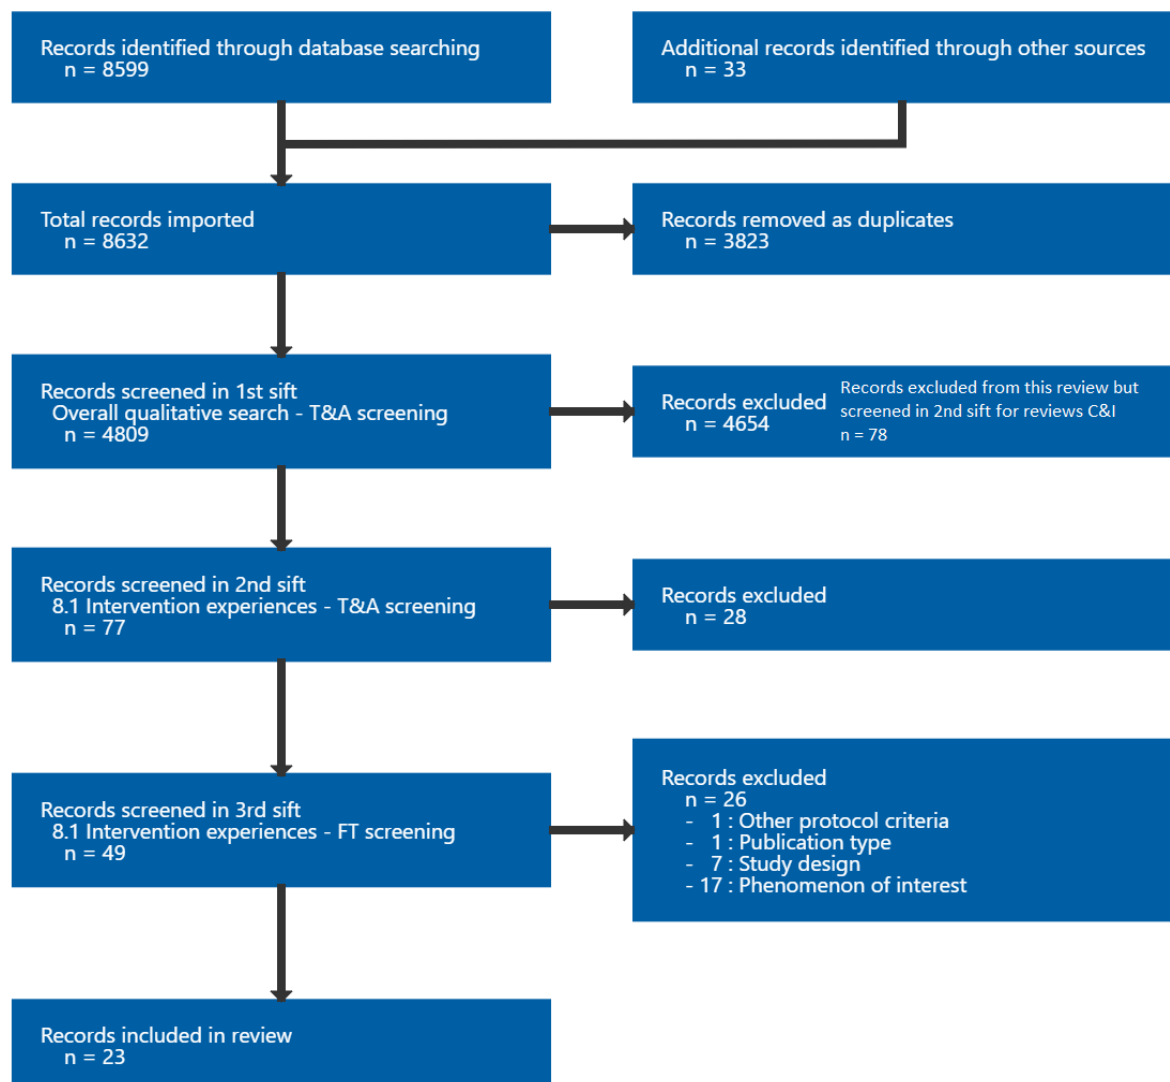 Records identified through database searching
n = 8599
Additional records identified through other sources
n = 33
Total records imported
n = 8632
Records removed as duplicates
n = 3823
Records screened in 1st sift
Overall qualitative search - T&A screening
n = 4809
Records excluded
n = 4654
Records excluded from this review but
screened in 2nd sift for reviews C&I
n = 78
Records screened in 2nd sift
8.1 Intervention experiences - T&A screening
n = 77
Records excluded
n = 28
Records screened in 3rd sift
8.1 Intervention experiences - FT screening
n = 49
Records excluded
n = 26
- 1 : Other protocol criteria
- 1 : Publication type
- 7 : Study design
- 17 : Phenomenon of interest
Records included in review
n = 23